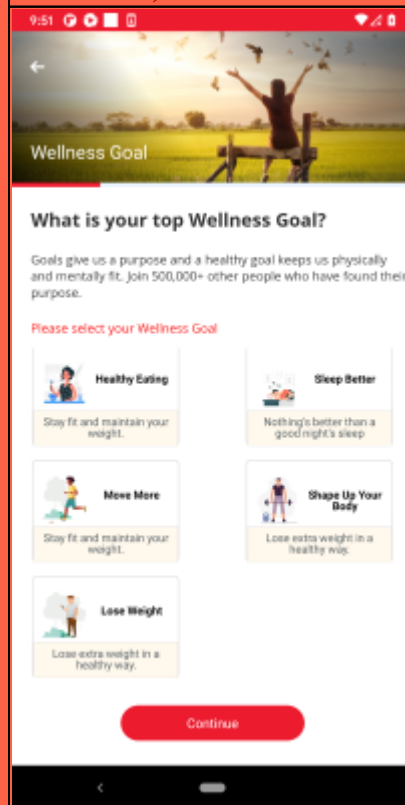 9:51
Wellness Goal
What is your top Wellness Goal?
Goals give us a purpose and a healthy goal keeps us physically
and mentally fit. Join 500,000+ other people who have found their
purpose.
Please select your Wellness Goal
Healthy Eating
Stay fit and maintain your
weight.
Sleep Better
Nothing's better than a
good night's sleep
Move More
Stay fit and maintain your
weight.
Shape Up Your
Body
Lose extra weight in a
healthy way.
Lose Weight
Lose extra weight in a
healthy way.
Continue